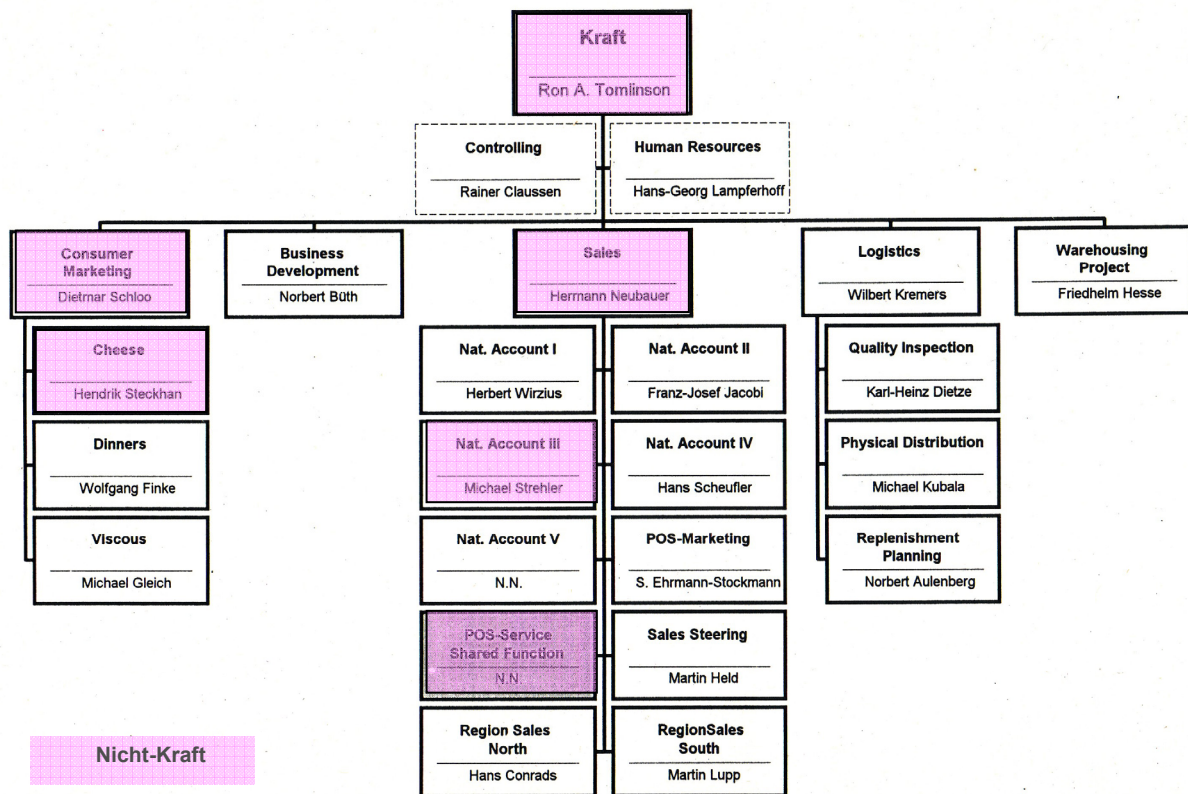 Kraft
Ron A. Tomlinson
Controlling
Rainer Claussen
Human Resources
Hans-Georg Lampferhoff
Consumer
Marketing
Dietmar Schloo
Business
Development
Norbert Büth
Sales
Hermann Neubauer
Logistics
Wilbert Kremers
Warehousing
Project
Friedhelm Hesse
Cheese
Hendrik Steckhan
Dinners
Wolfgang Finke
Viscous
Michael Gleich
Nat. Account I
Herbert Wirzius
Nat. Account II
Franz-Josef Jacobi
Nat. Account III
Michael Strehler
Nat. Account IV
Hans Scheufler
Nat. Account V
N.N.
POS-Marketing
S. Ehrmann-Stockmann
POS-Service
Shared Function
N.N.
Sales Steering
Martin Held
Region Sales
North
Hans Conrads
RegionSales
South
Martin Lupp
Quality Inspection
Karl-Heinz Dietze
Physical Distribution
Michael Kubala
Replenishment
Planning
Norbert Aulenberg
Nicht-Kraft